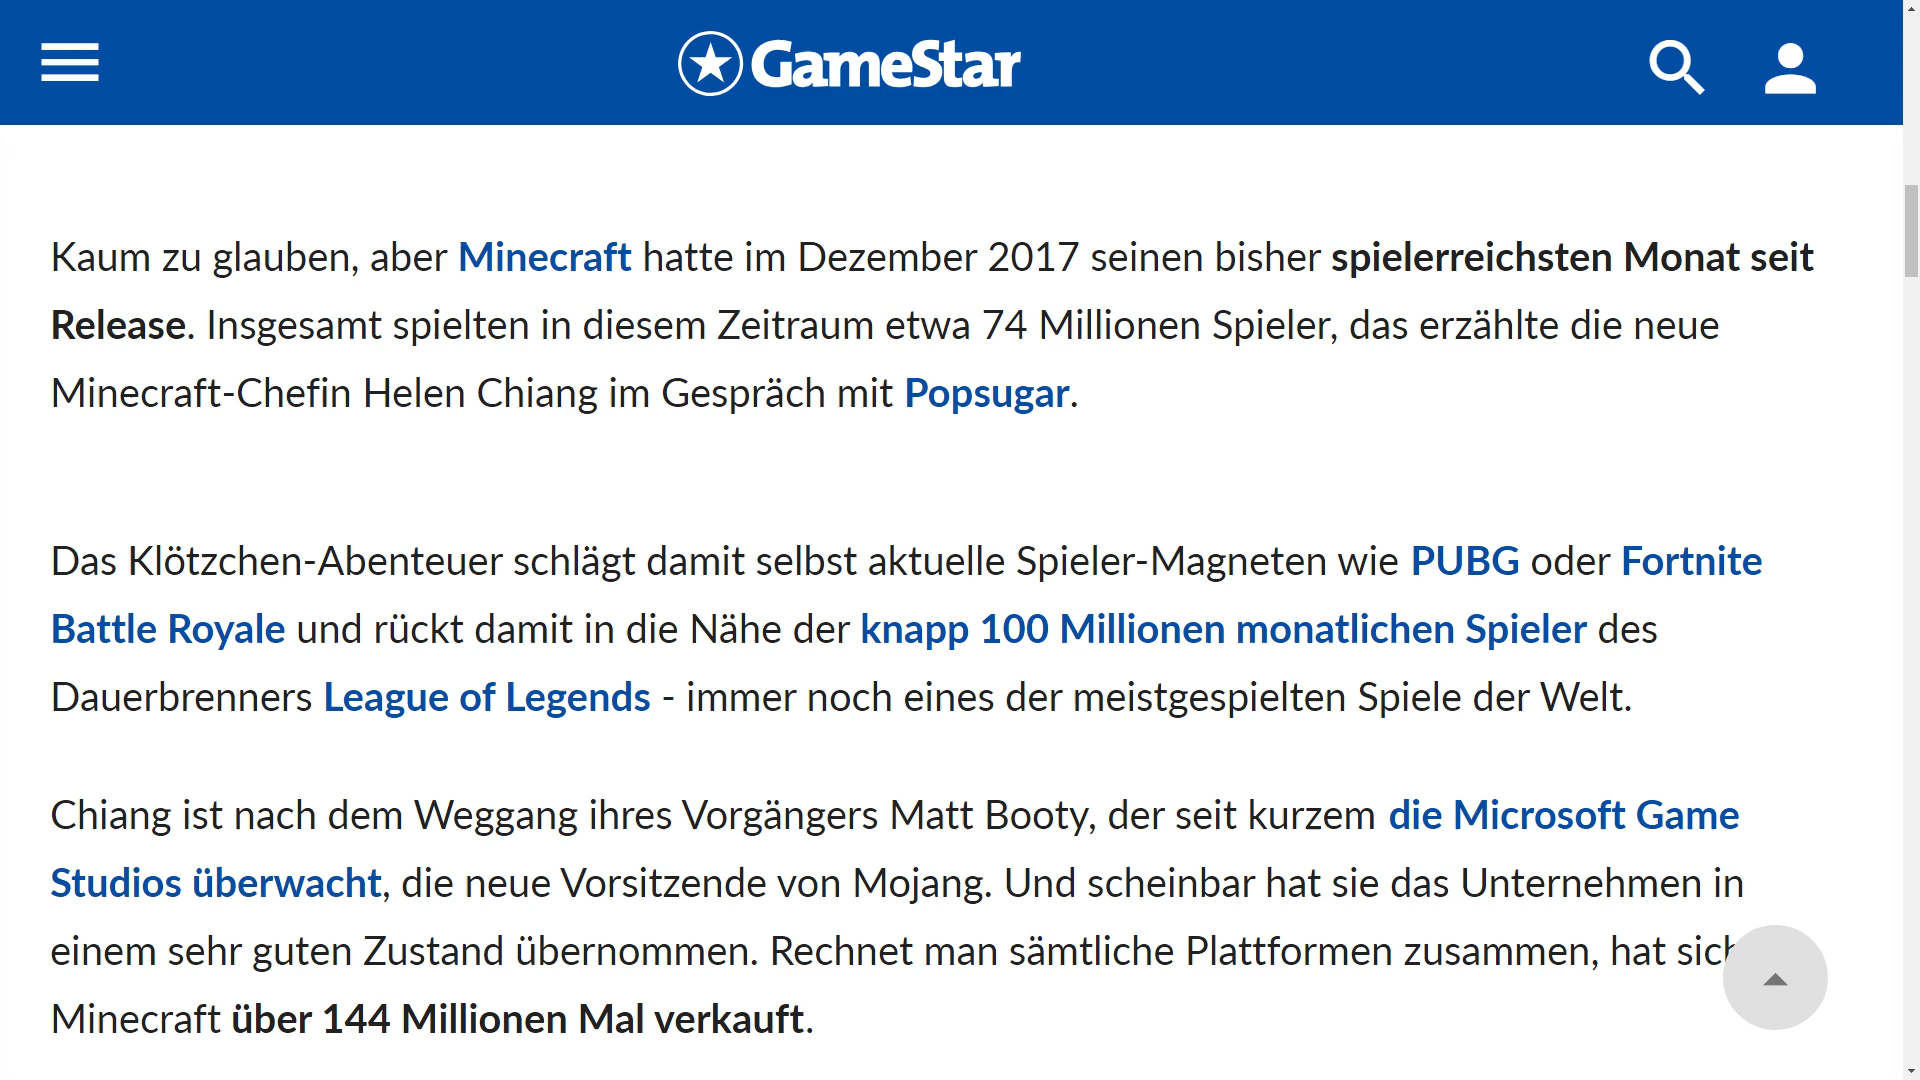 GameStar
Kaum zu glauben, aber Minecraft hatte im Dezember 2017 seinen bisher spielerreichsten Monat seit
Release. Insgesamt spielten in diesem Zeitraum etwa 74 Millionen Spieler, das erzählte die neue
Minecraft-Chefin Helen Chiang im Gespräch mit Popsugar.
Das Klötzchen-Abenteuer schlägt damit selbst aktuelle Spieler-Magneten wie PUBG oder Fortnite
Battle Royale und rückt damit in die Nähe der knapp 100 Millionen monatlichen Spieler des
Dauerbrenners League of Legends - immer noch eines der meistgespielten Spiele der Welt.
Chiang ist nach dem Weggang ihres Vorgängers Matt Booty, der seit kurzem die Microsoft Game
Studios überwacht, die neue Vorsitzende von Mojang. Und scheinbar hat sie das Unternehmen in
einem sehr guten Zustand übernommen. Rechnet man sämtliche Plattformen zusammen, hat sich
Minecraft über 144 Millionen Mal verkauft.